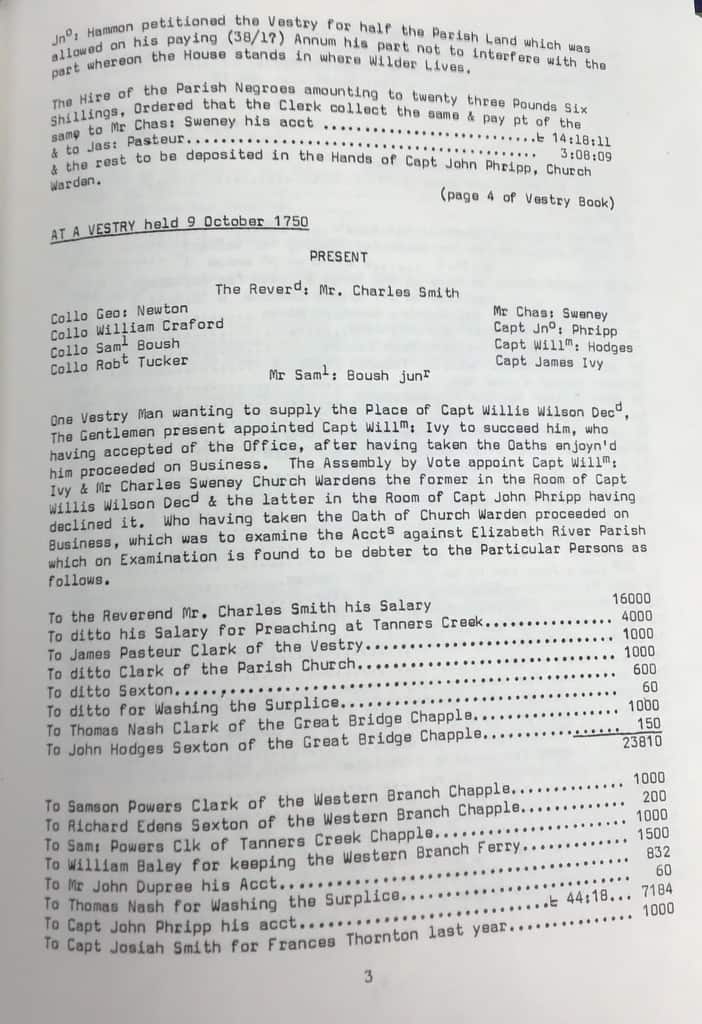 Jnº: Hammon petitioned the Vestry for half the Parish Land which was
allowed on his paying (38/1?) Annum his part not to interfere with the
part whereon the House stands in where Wilder Lives.
The Hire of the Parish Negroes amounting to twenty three Pounds Six
Shillings, Ordered that the Clerk collect the same & pay pt of the
same to Mr Chas: Sweney his acct ...........................Ł 14:18:11
& to Jas: Pasteur............................................ 3:08:09
& the rest to be deposited in the Hands of Capt John Phripp, Church
Warden.
(page 4 of Vestry Book)
AT A VESTRY held 9 October 1750
PRESENT
The Reverᵈ: Mr. Charles Smith
Collo Geo: Newton
Collo William Craford
Collo Samˡ Boush
Collo Robᵗ Tucker
Mr Chas: Sweney
Capt Jnº: Phripp
Capt Willᵐ: Hodges
Capt James Ivy
Mr Samˡ: Boush junʳ
One Vestry Man wanting to supply the Place of Capt Willis Wilson Decᵈ,
The Gentlemen present appointed Capt Willᵐ: Ivy to succeed him, who
having accepted of the Office, after having taken the Oaths enjoyn'd
him proceeded on Business. The Assembly by Vote appoint Capt Willᵐ:
Ivy & Mr Charles Sweney Church Wardens the former in the Room of Capt
Willis Wilson Decᵈ & the latter in the Room of Capt John Phripp having
declined it. Who having taken the Oath of Church Warden proceeded on
Business, which was to examine the Acctˢ against Elizabeth River Parish
which on Examination is found to be debter to the Particular Persons as
follows.
To the Reverend Mr. Charles Smith his Salary 16000
To ditto his Salary for Preaching at Tanners Creek................ 4000
To James Pasteur Clark of the Vestry............................... 1000
To ditto Clark of the Parish Church................................ 1000
To ditto Sexton.................................................... 600
To ditto for Washing the Surplice.................................. 60
To Thomas Nash Clark of the Great Bridge Chapple.................. 1000
To John Hodges Sexton of the Great Bridge Chapple................. 150
23810
To Samson Powers Clark of the Western Branch Chapple.............. 1000
To Richard Edens Sexton of the Western Branch Chapple............. 200
To Sam: Powers Clk of Tanners Creek Chapple....................... 1000
To William Baley for keeping the Western Branch Ferry............. 1500
To Mr John Dupree his Acct........................................ 832
To Thomas Nash for Washing the Surplice........................... 60
To Capt John Phripp his acct..............................Ł 44:18... 7184
To Capt Josiah Smith for Frances Thornton last year............... 1000
3